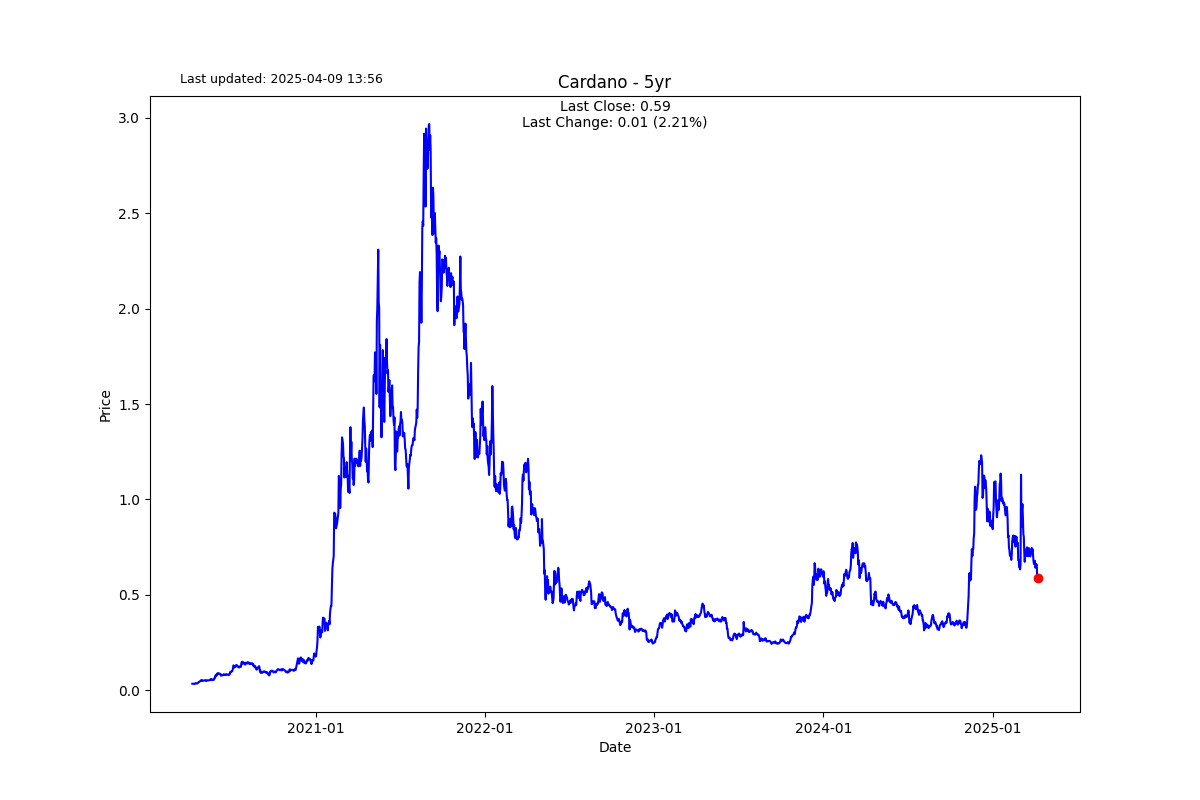 Last updated: 2025-04-09 13:56
Cardano - 5yr
Last Close: 0.59
Last Change: 0.01 (2.21%)
3.0
2.5
2.0
1.5
1.0
0.5
0.0
Price
2021-01
2022-01
2023-01
2024-01
2025-01
Date